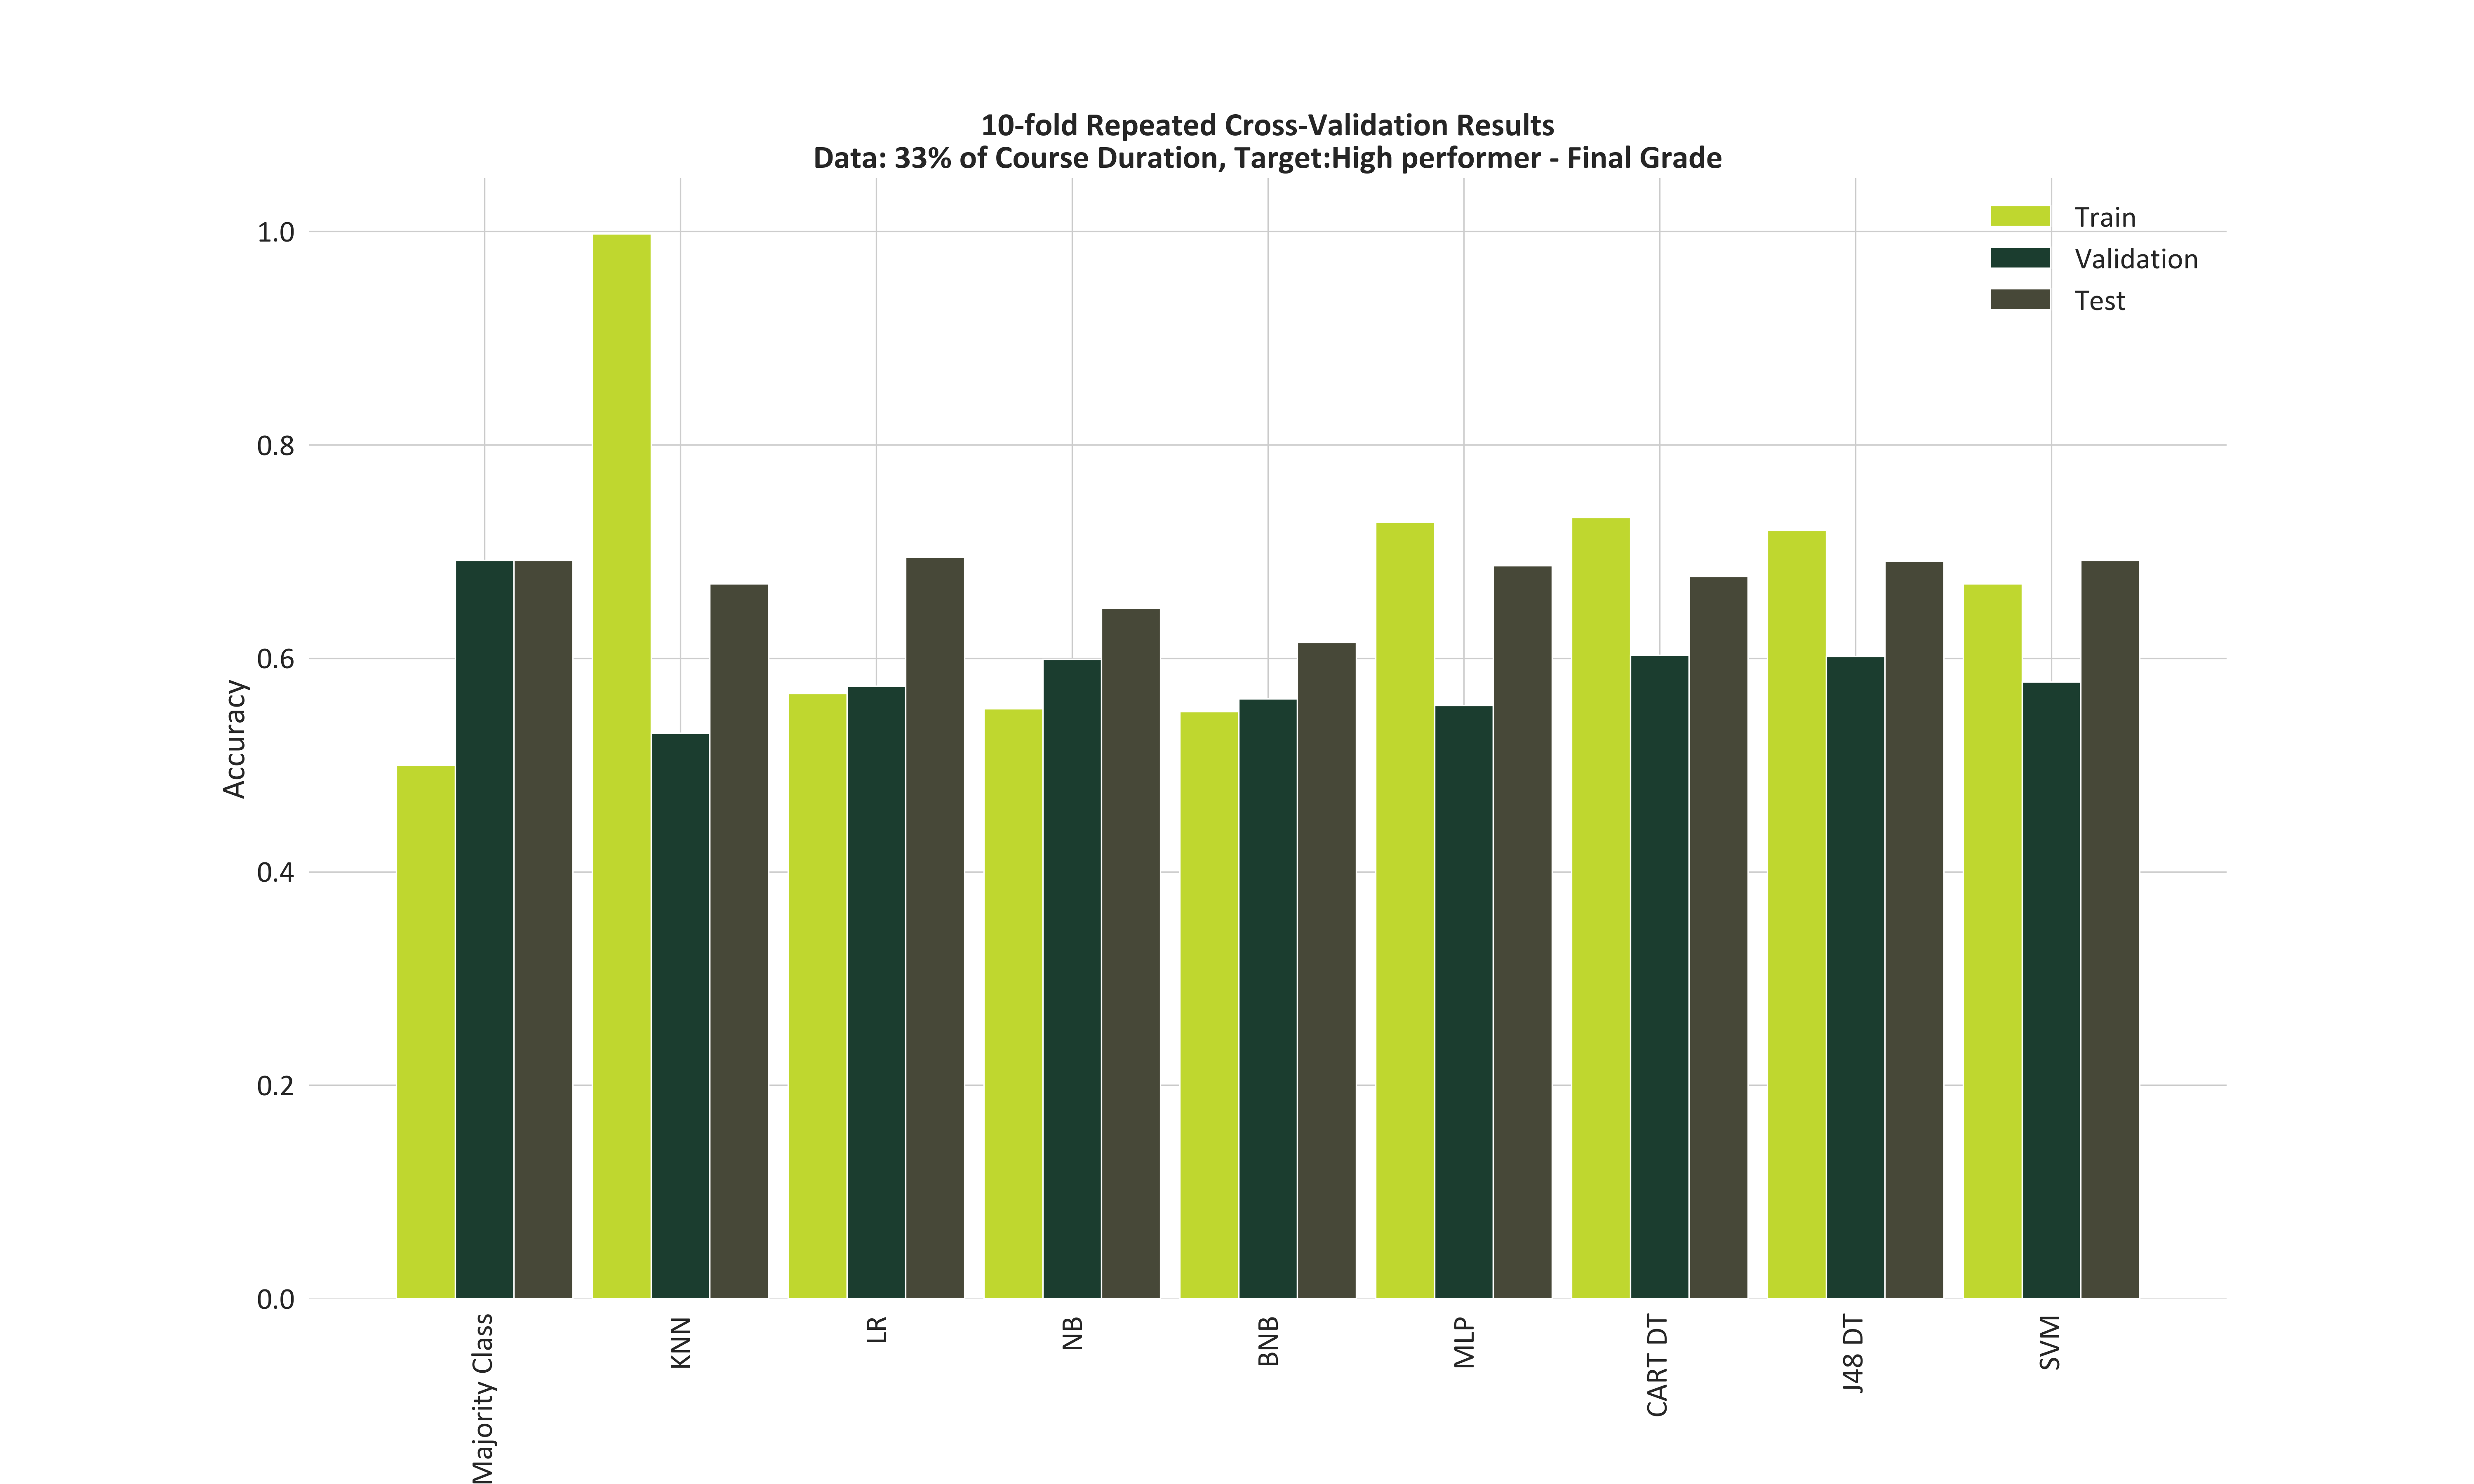 10-fold Repeated Cross-Validation Results
Data: 33% of Course Duration, Target:High performer - Final Grade
Train
Validation
Test
1.0
0.8
0.6
0.4
0.2
0.0
Accuracy
Majority Class
KNN
LR
NB
BNB
MLP
CART DT
J48 DT
SVM